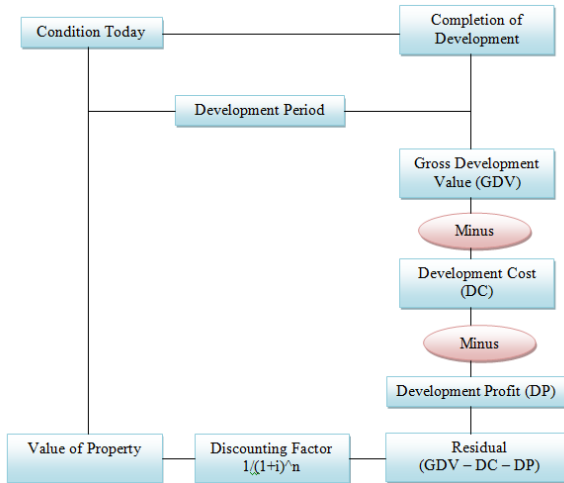 Condition Today
Completion of
Development
Development Period
Gross Development
Value (GDV)
Minus
Development Cost
(DC)
Minus
Development Profit (DP)
Value of Property
Discounting Factor
1/(1+i)^n
Residual
(GDV – DC – DP)